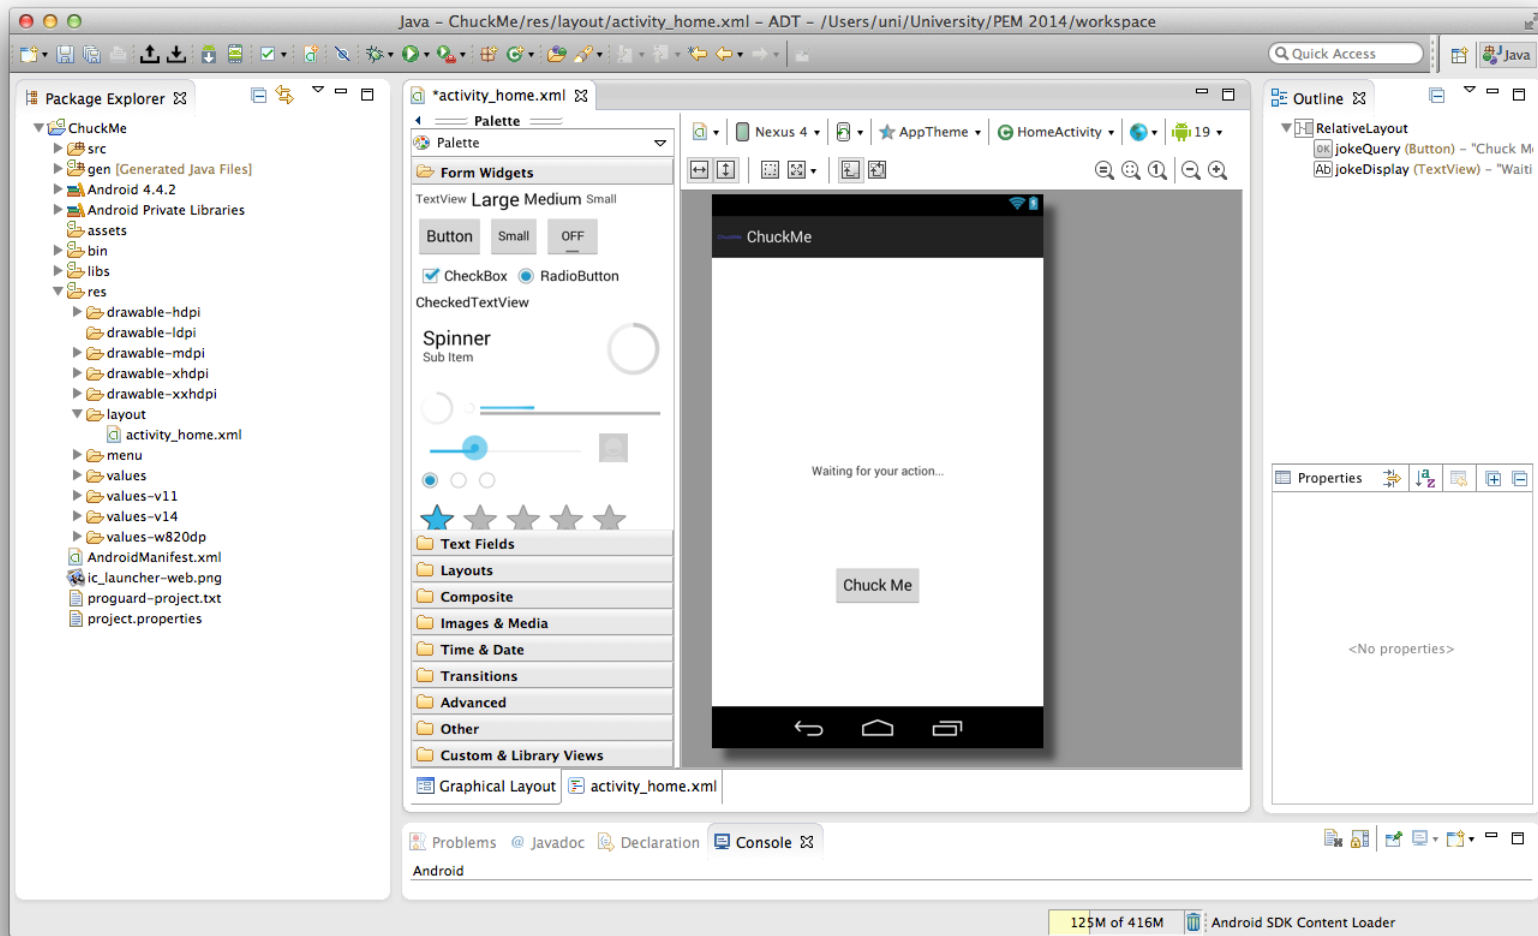 Java – ChuckMe/res/layout/activity_home.xml – ADT – /Users/uni/University/PEM 2014/workspace
Quick Access
Java
Package Explorer
ChuckMe
src
gen [Generated Java Files]
Android 4.4.2
Android Private Libraries
assets
bin
libs
res
drawable-hdpi
drawable-ldpi
drawable-mdpi
drawable-xhdpi
drawable-xxhdpi
layout
activity_home.xml
menu
values
values-v11
values-v14
values-w820dp
AndroidManifest.xml
ic_launcher-web.png
proguard-project.txt
project.properties
*activity_home.xml
Palette
Palette
Form Widgets
TextView Large Medium Small
Button Small OFF
CheckBox RadioButton
CheckedTextView
Spinner
Sub Item
Text Fields
Layouts
Composite
Images & Media
Time & Date
Transitions
Advanced
Other
Custom & Library Views
Graphical Layout activity_home.xml
Nexus 4 AppTheme HomeActivity 19
ChuckMe ChuckMe
Waiting for your action...
Chuck Me
Outline
RelativeLayout
OK jokeQuery (Button) – "Chuck M
Ab jokeDisplay (TextView) – "Waiti
Properties
<No properties>
Problems @ Javadoc Declaration Console
Android
125M of 416M Android SDK Content Loader